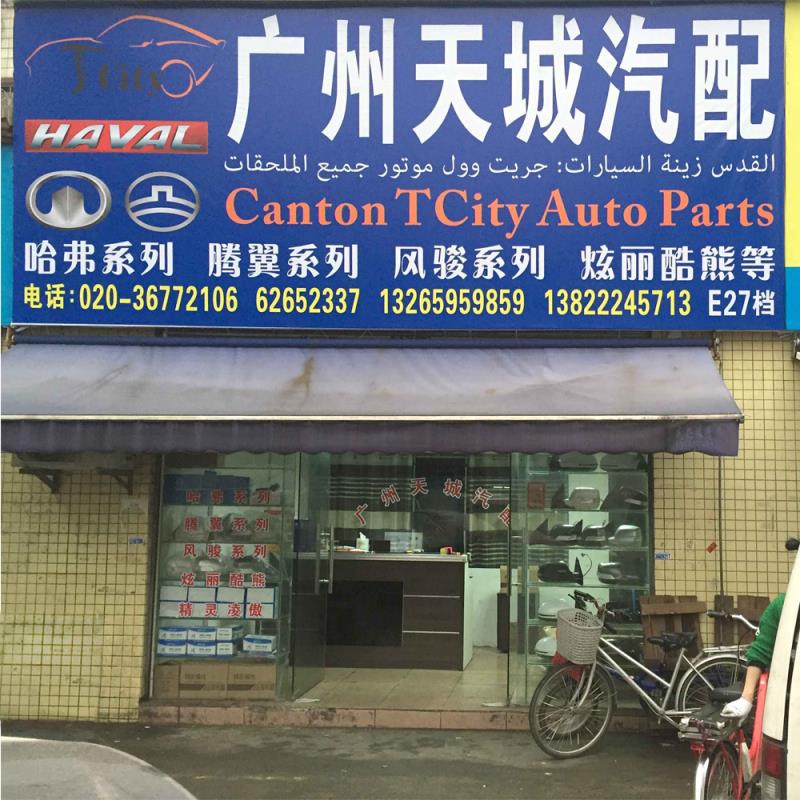 T City
广州天城汽配
HAVAL
القدس زينة السيارات: جريت وول موتور جميع الملحقات
Canton TCity Auto Parts
哈弗系列 腾翼系列 风骏系列 炫丽酷熊等
电话:020-36772106 62652337 13265959859 13822245713 E27档
哈弗系列
腾翼系列
风骏系列
炫丽酷熊
精灵凌傲
广州天城汽配